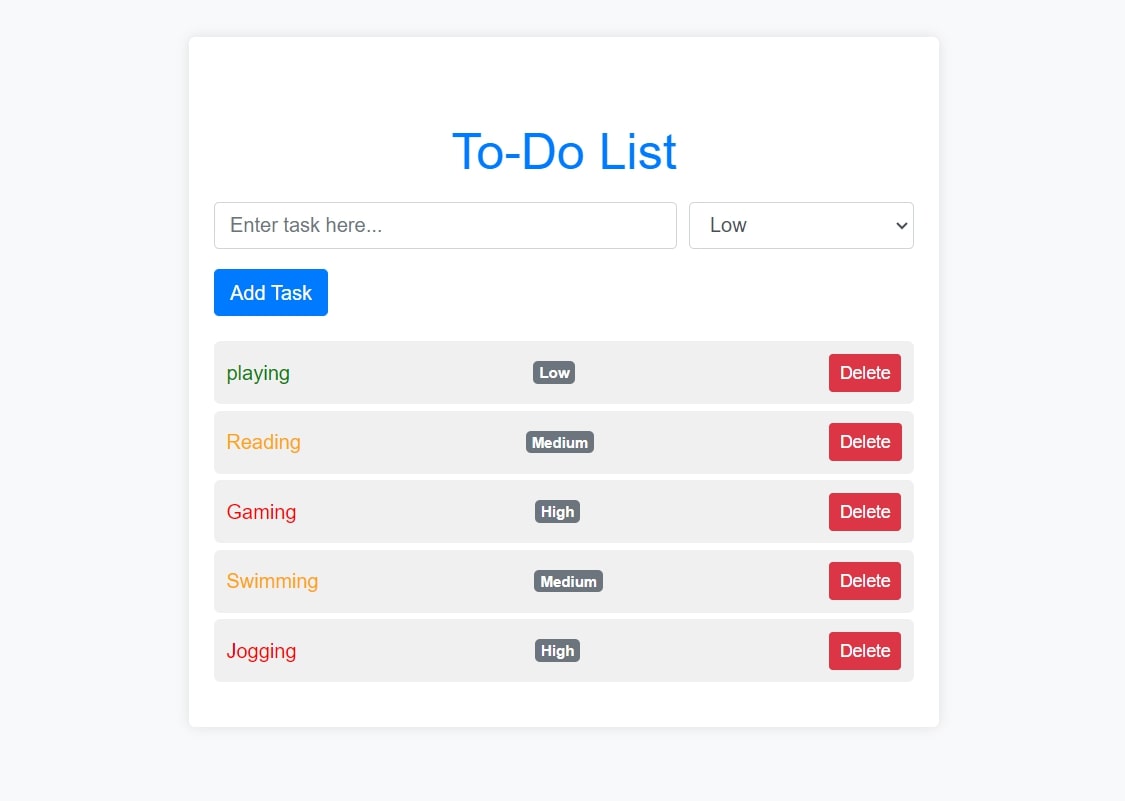 To-Do List
Enter task here... Low
Add Task
playing Low Delete
Reading Medium Delete
Gaming High Delete
Swimming Medium Delete
Jogging High Delete